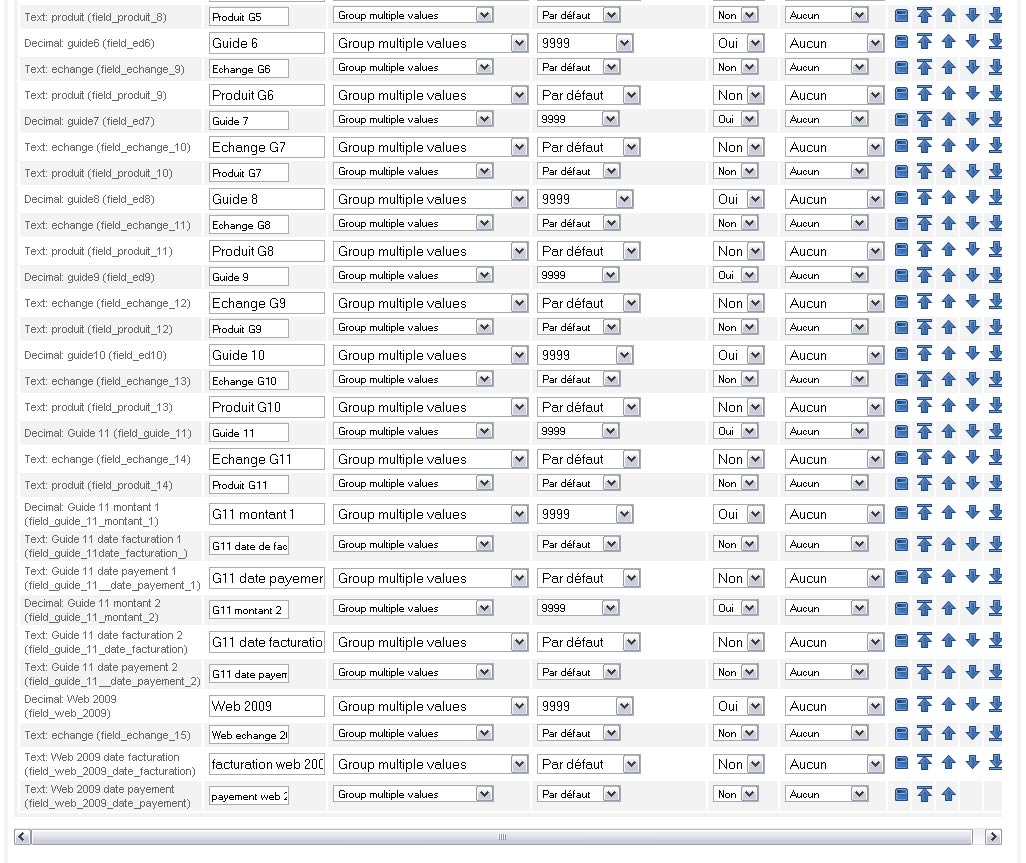 Text: produit (field_produit_8) Produit G5 Group multiple values Par défaut Non Aucun
Decimal: guide6 (field_ed6) Guide 6 Group multiple values 9999 Oui Aucun
Text: echange (field_echange_9) Echange G6 Group multiple values Par défaut Non Aucun
Text: produit (field_produit_9) Produit G6 Group multiple values Par défaut Non Aucun
Decimal: guide7 (field_ed7) Guide 7 Group multiple values 9999 Oui Aucun
Text: echange (field_echange_10) Echange G7 Group multiple values Par défaut Non Aucun
Text: produit (field_produit_10) Produit G7 Group multiple values Par défaut Non Aucun
Decimal: guide8 (field_ed8) Guide 8 Group multiple values 9999 Oui Aucun
Text: echange (field_echange_11) Echange G8 Group multiple values Par défaut Non Aucun
Text: produit (field_produit_11) Produit G8 Group multiple values Par défaut Non Aucun
Decimal: guide9 (field_ed9) Guide 9 Group multiple values 9999 Oui Aucun
Text: echange (field_echange_12) Echange G9 Group multiple values Par défaut Non Aucun
Text: produit (field_produit_12) Produit G9 Group multiple values Par défaut Non Aucun
Decimal: guide10 (field_ed10) Guide 10 Group multiple values 9999 Oui Aucun
Text: echange (field_echange_13) Echange G10 Group multiple values Par défaut Non Aucun
Text: produit (field_produit_13) Produit G10 Group multiple values Par défaut Non Aucun
Decimal: Guide 11 (field_guide_11) Guide 11 Group multiple values 9999 Oui Aucun
Text: echange (field_echange_14) Echange G11 Group multiple values Par défaut Non Aucun
Text: produit (field_produit_14) Produit G11 Group multiple values Par défaut Non Aucun
Decimal: Guide 11 montant 1
(field_guide_11_montant_1) G11 montant 1 Group multiple values 9999 Oui Aucun
Text: Guide 11 date facturation 1
(field_guide_11date_facturation_) G11 date de fac Group multiple values Par défaut Non Aucun
Text: Guide 11 date payement 1
(field_guide_11__date_payement_1) G11 date payemer Group multiple values Par défaut Non Aucun
Decimal: Guide 11 montant 2
(field_guide_11_montant_2) G11 montant 2 Group multiple values 9999 Oui Aucun
Text: Guide 11 date facturation 2
(field_guide_11_date_facturation) G11 date facturatio Group multiple values Par défaut Non Aucun
Text: Guide 11 date payement 2
(field_guide_11__date_payement_2) G11 date payem Group multiple values Par défaut Non Aucun
Decimal: Web 2009
(field_web_2009) Web 2009 Group multiple values 9999 Oui Aucun
Text: echange (field_echange_15) Web echange 20 Group multiple values Par défaut Non Aucun
Text: Web 2009 date facturation
(field_web_2009_date_facturation) facturation web 200 Group multiple values Par défaut Non Aucun
Text: Web 2009 date payement
(field_web_2009_date_payement) payement web 2 Group multiple values Par défaut Non Aucun